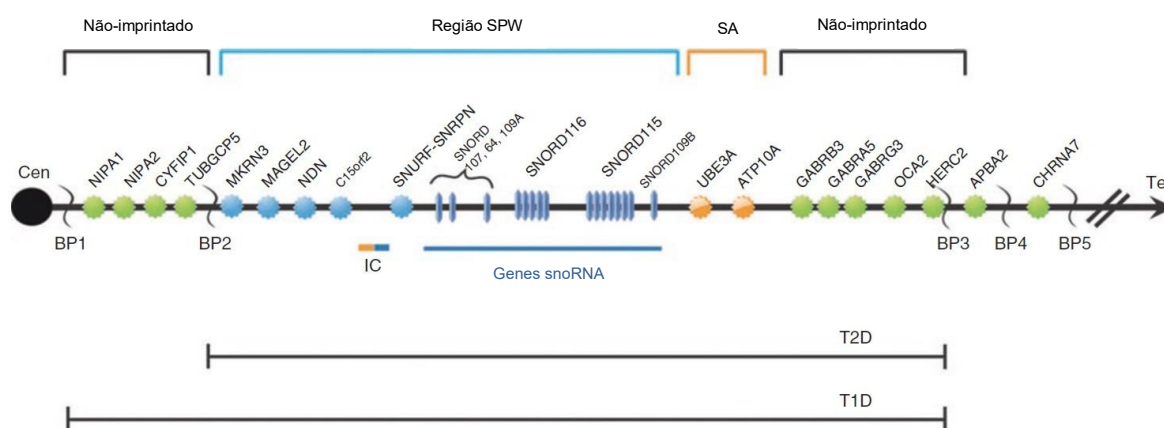 Não-imprintado
Região SPW
SA
Não-imprintado
Cen
NIPA1
NIPA2
CYFIP1
TUBGCP5
MKRN3
MAGEL2
NDN
C15orf2
SNURF-SNRPN
SNORD
107, 64, 109A
SNORD116
SNORD115
SNORD109B
UBE3A
ATP10A
GABRB3
GABRA5
GABRG3
OCA2
HERC2
APBA2
CHRNA7
Te
BP1
BP2
IC
Genes snoRNA
BP3
BP4
BP5
T2D
T1D